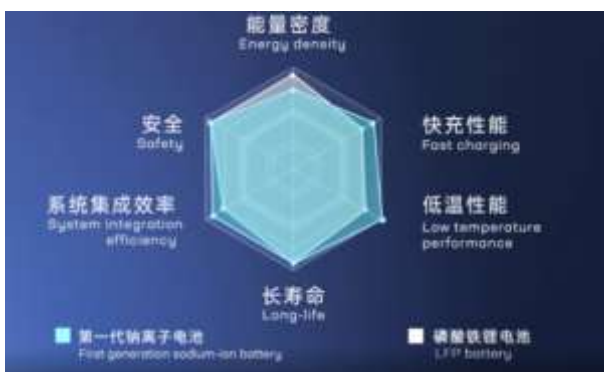 能量密度
Energy density
安全
Safety
快充性能
Fast charging
系统集成效率
System integration
efficiency
低温性能
Low temperature
performance
长寿命
Long-life
第一代钠离子电池
First generation sodium-ion battery
磷酸铁锂电池
LFP battery